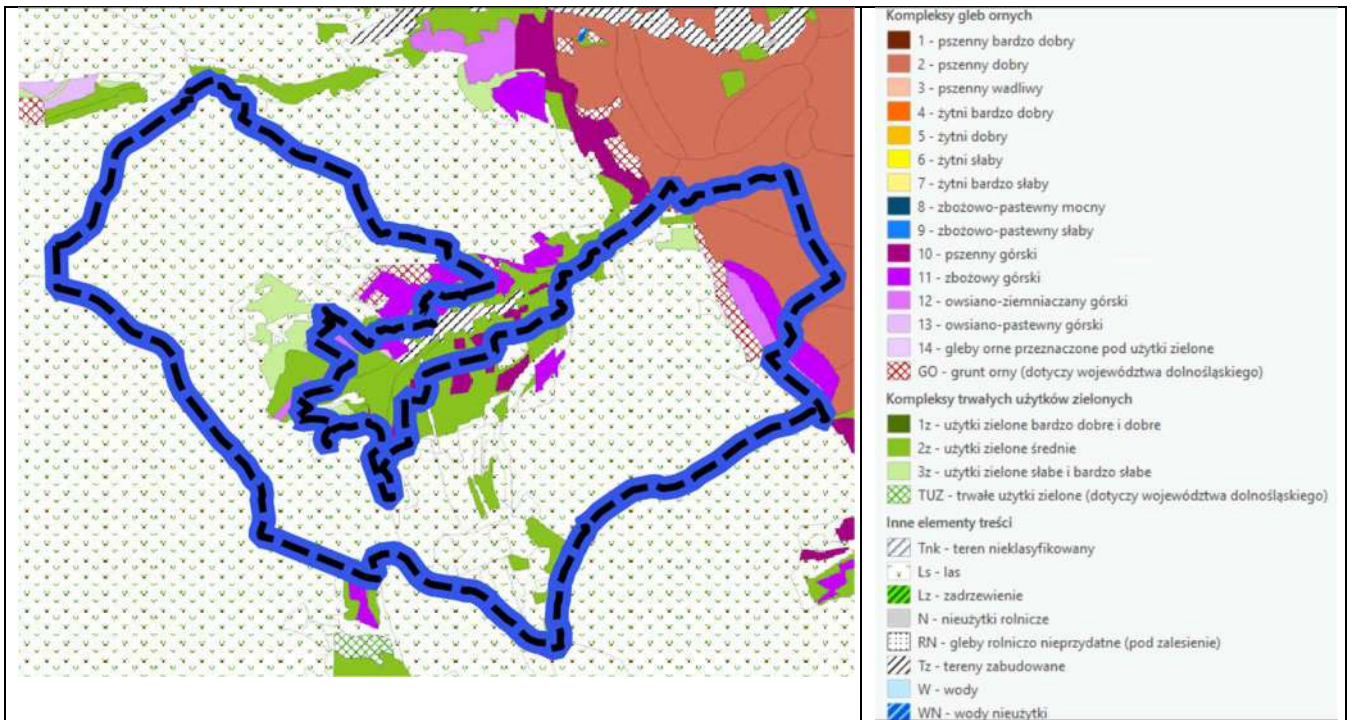 Kompleksy gleb ornych
1 - pszenny bardzo dobry
2 - pszenny dobry
3 - pszenny wadliwy
4 - żytni bardzo dobry
5 - żytni dobry
6 - żytni słaby
7 - żytni bardzo słaby
8 - zbożowo-pastewny mocny
9 - zbożowo-pastewny słaby
10 - pszenny górski
11 - zbożowy górski
12 - owsiano-ziemniaczany górski
13 - owsiano-pastewny górski
14 - gleby orne przeznaczone pod użytki zielone
GO - grunt orny (dotyczy województwa dolnośląskiego)
Kompleksy trwałych użytków zielonych
1z - użytki zielone bardzo dobre i dobre
2z - użytki zielone średnie
3z - użytki zielone słabe i bardzo słabe
TUZ - trwałe użytki zielone (dotyczy województwa dolnośląskiego)
Inne elementy treści
Tnk - teren nieklasyfikowany
Ls - las
Lz - zadrzewienie
N - nieużytki rolnicze
RN - gleby rolniczo nieprzydatne (pod zalesienie)
Tz - tereny zabudowane
W - wody
WN - wody nieużytki